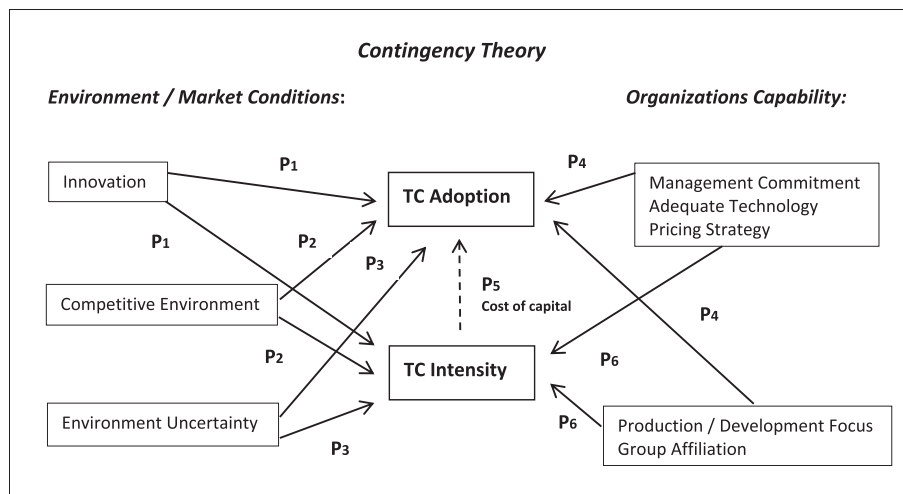 Contingency Theory
Environment / Market Conditions:
Organizations Capability:
P1
P4
Innovation
TC Adoption
Management Commitment
Adequate Technology
Pricing Strategy
P1
P2
P3
P5
Cost of capital
Competitive Environment
P4
P2
TC Intensity
P6
Environment Uncertainty
P6
Production / Development Focus
Group Affiliation
P3